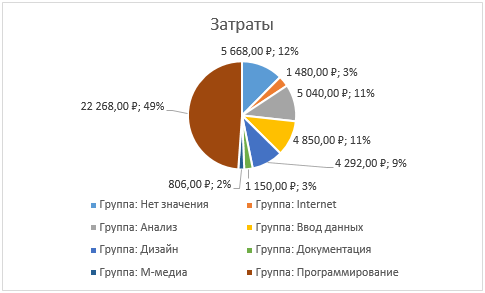 Затраты
5 668,00 ₽; 12%
1 480,00 ₽; 3%
5 040,00 ₽; 11%
22 268,00 ₽; 49%
4 850,00 ₽; 11%
4 292,00 ₽; 9%
806,00 ₽; 2%
1 150,00 ₽; 3%
Группа: Нет значения
Группа: Internet
Группа: Анализ
Группа: Ввод данных
Группа: Дизайн
Группа: Документация
Группа: М-медиа
Группа: Программирование